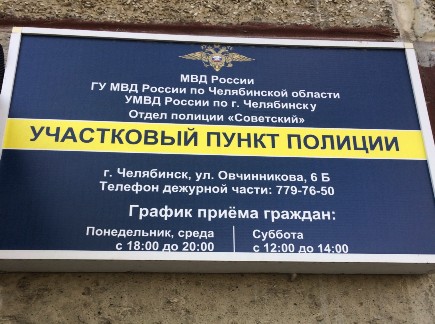 МВД России
ГУ МВД России по Челябинской области
УМВД России по г. Челябинску
Отдел полиции «Советский»
УЧАСТКОВЫЙ ПУНКТ ПОЛИЦИИ
г. Челябинск, ул. Овчинникова, 6 Б
Телефон дежурной части: 779-76-50
График приёма граждан:
Понедельник, среда
с 18:00 до 20:00
Суббота
с 12:00 до 14:00